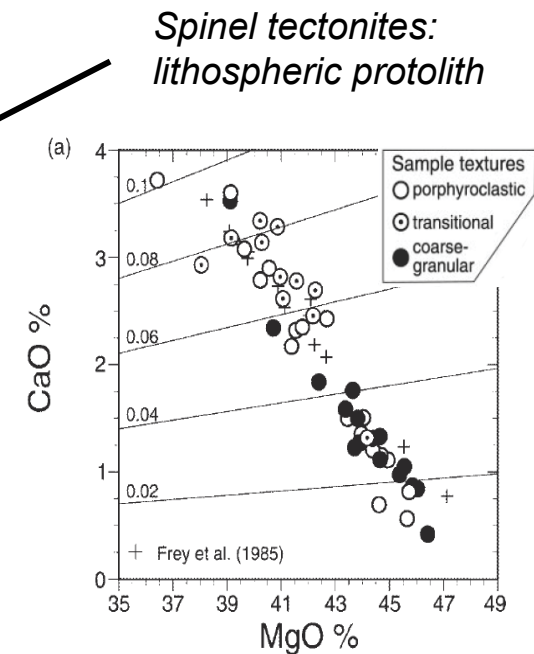 Spinel tectonites:
lithospheric protolith
(a)
Sample textures
porphyroclastic
transitional
coarse-
granular
4
3
2
1
0
CaO %
0.1
0.08
0.06
0.04
0.02
+ Frey et al. (1985)
35 37 39 41 43 45 47 49
MgO %